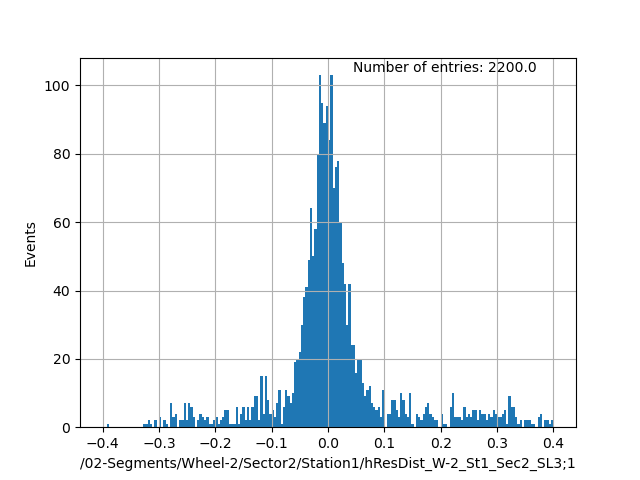 Number of entries: 2200.0
100
80
60
40
20
0
Events
−0.4 −0.3 −0.2 −0.1 0.0 0.1 0.2 0.3 0.4
/02-Segments/Wheel-2/Sector2/Station1/hResDist_W-2_St1_Sec2_SL3;1